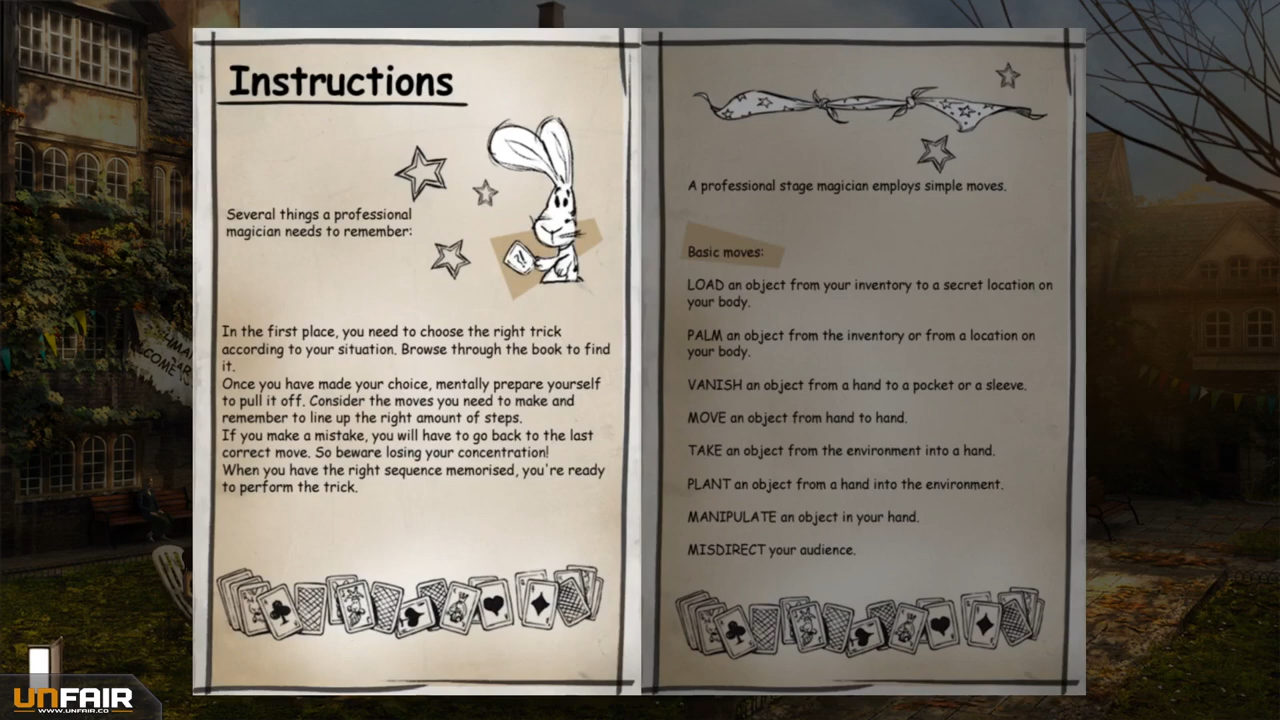 Instructions
Several things a professional
magician needs to remember:
In the first place, you need to choose the right trick
according to your situation. Browse through the book to find
it.
Once you have made your choice, mentally prepare yourself
to pull it off. Consider the moves you need to make and
remember to line up the right amount of steps.
If you make a mistake, you will have to go back to the last
correct move. So beware losing your concentration!
When you have the right sequence memorised, you're ready
to perform the trick.
A professional stage magician employs simple moves.
Basic moves:
LOAD an object from your inventory to a secret location on
your body.
PALM an object from the inventory or from a location on
your body.
VANISH an object from a hand to a pocket or a sleeve.
MOVE an object from hand to hand.
TAKE an object from the environment into a hand.
PLANT an object from a hand into the environment.
MANIPULATE an object in your hand.
MISDIRECT your audience.
UNFAIR
WWW.UNFAIR.CO